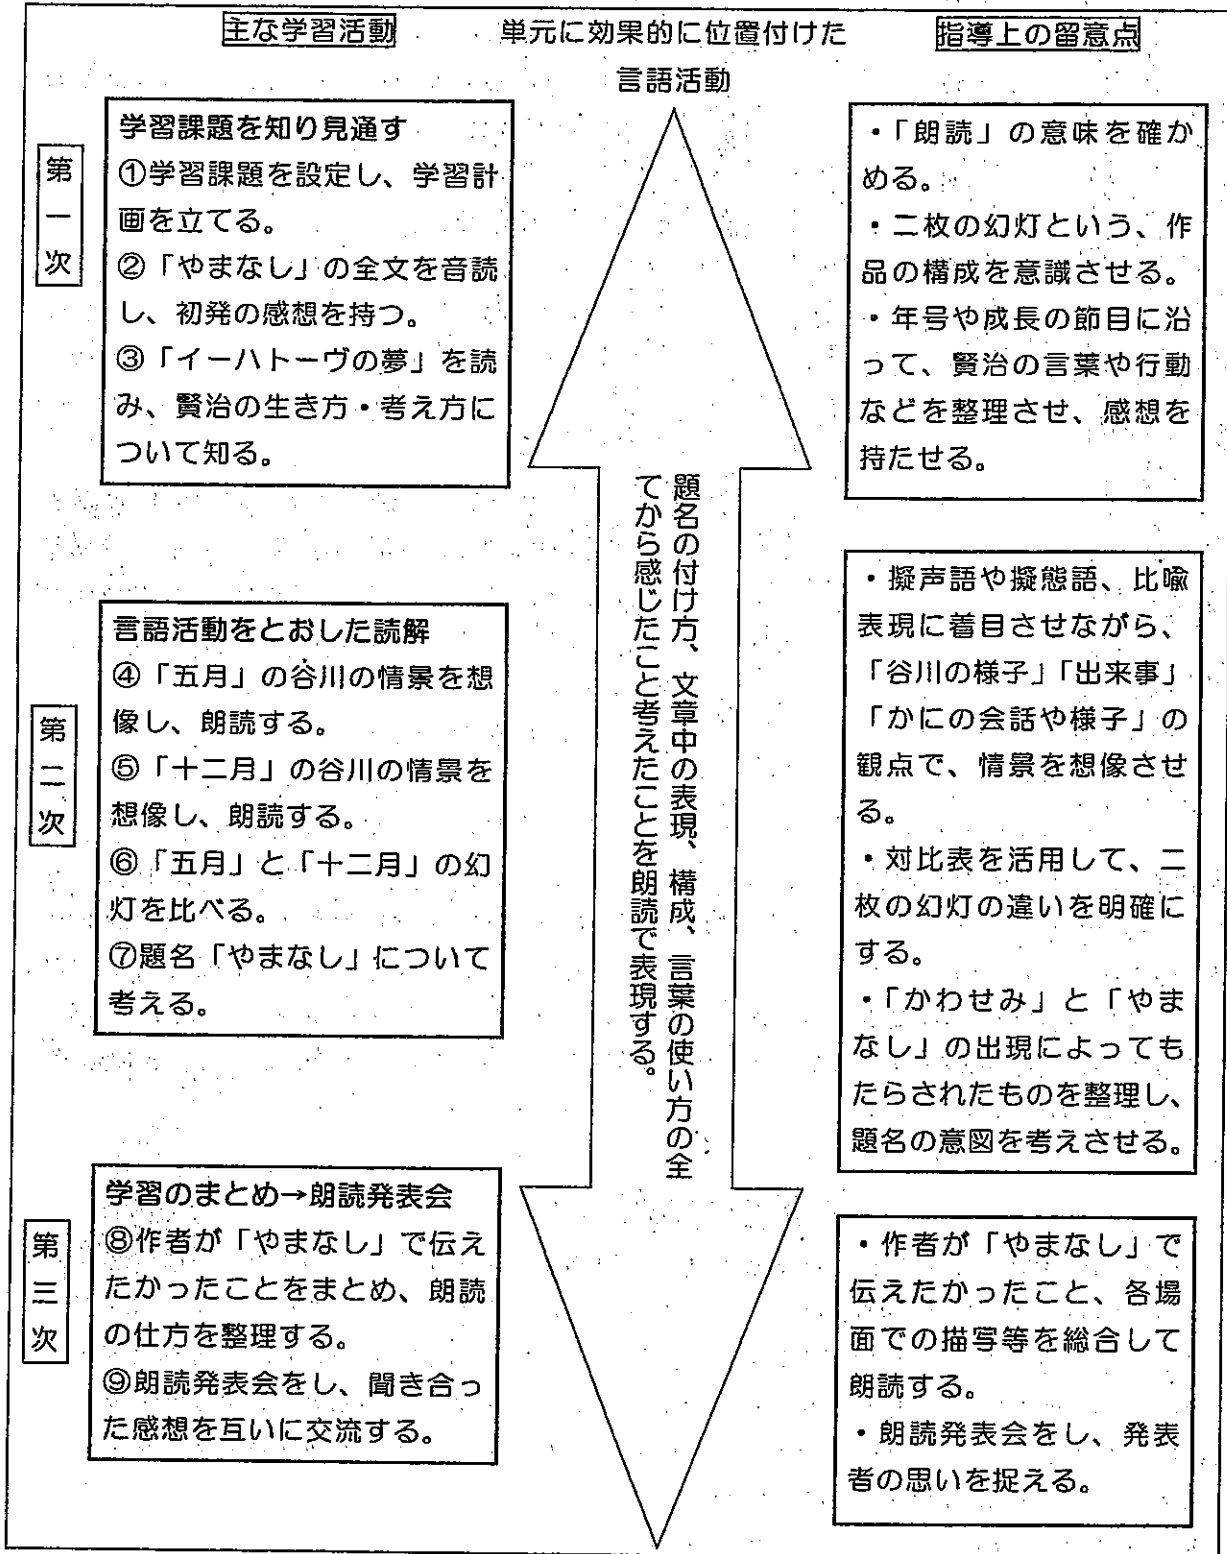 主な学習活動
単元に効果的に位置付けた
言語活動
指導上の留意点
第一次
学習課題を知り見通す
①学習課題を設定し、学習計
画を立てる。
②「やまなし」の全文を音読
し、初発の感想を持つ。
③「イーハトーヴの夢」を読
み、賢治の生き方・考え方に
ついて知る。
・「朗読」の意味を確か
める。
・二枚の幻灯という、作
品の構成を意識させる。
・年号や成長の節目に沿
って、賢治の言葉や行動
などを整理させ、感想を
持たせる。
題名の付け方、文章中の表現、構成、言葉の使い方の全
てから感じたこと考えたことを朗読で表現する。
第二次
言語活動をとおした読解
④「五月」の谷川の情景を想
像し、朗読する。
⑤「十二月」の谷川の情景を
想像し、朗読する。
⑥「五月」と「十二月」の幻
灯を比べる。
⑦題名「やまなし」について
考える。
・擬声語や擬態語、比喩
表現に着目させながら、
「谷川の様子」「出来事」
「かにの会話や様子」の
観点で、情景を想像させ
る。
・対比表を活用して、二
枚の幻灯の違いを明確に
する。
・「かわせみ」と「やま
なし」の出現によっても
たらされたものを整理し、
題名の意図を考えさせる。
第三次
学習のまとめ→朗読発表会
⑧作者が「やまなし」で伝え
たかったことをまとめ、朗読
の仕方を整理する。
⑨朗読発表会をし、聞き合っ
た感想を互いに交流する。
・作者が「やまなし」で
伝えたかったこと、各場
面での描写等を総合して
朗読する。
・朗読発表会をし、発表
者の思いを捉える。